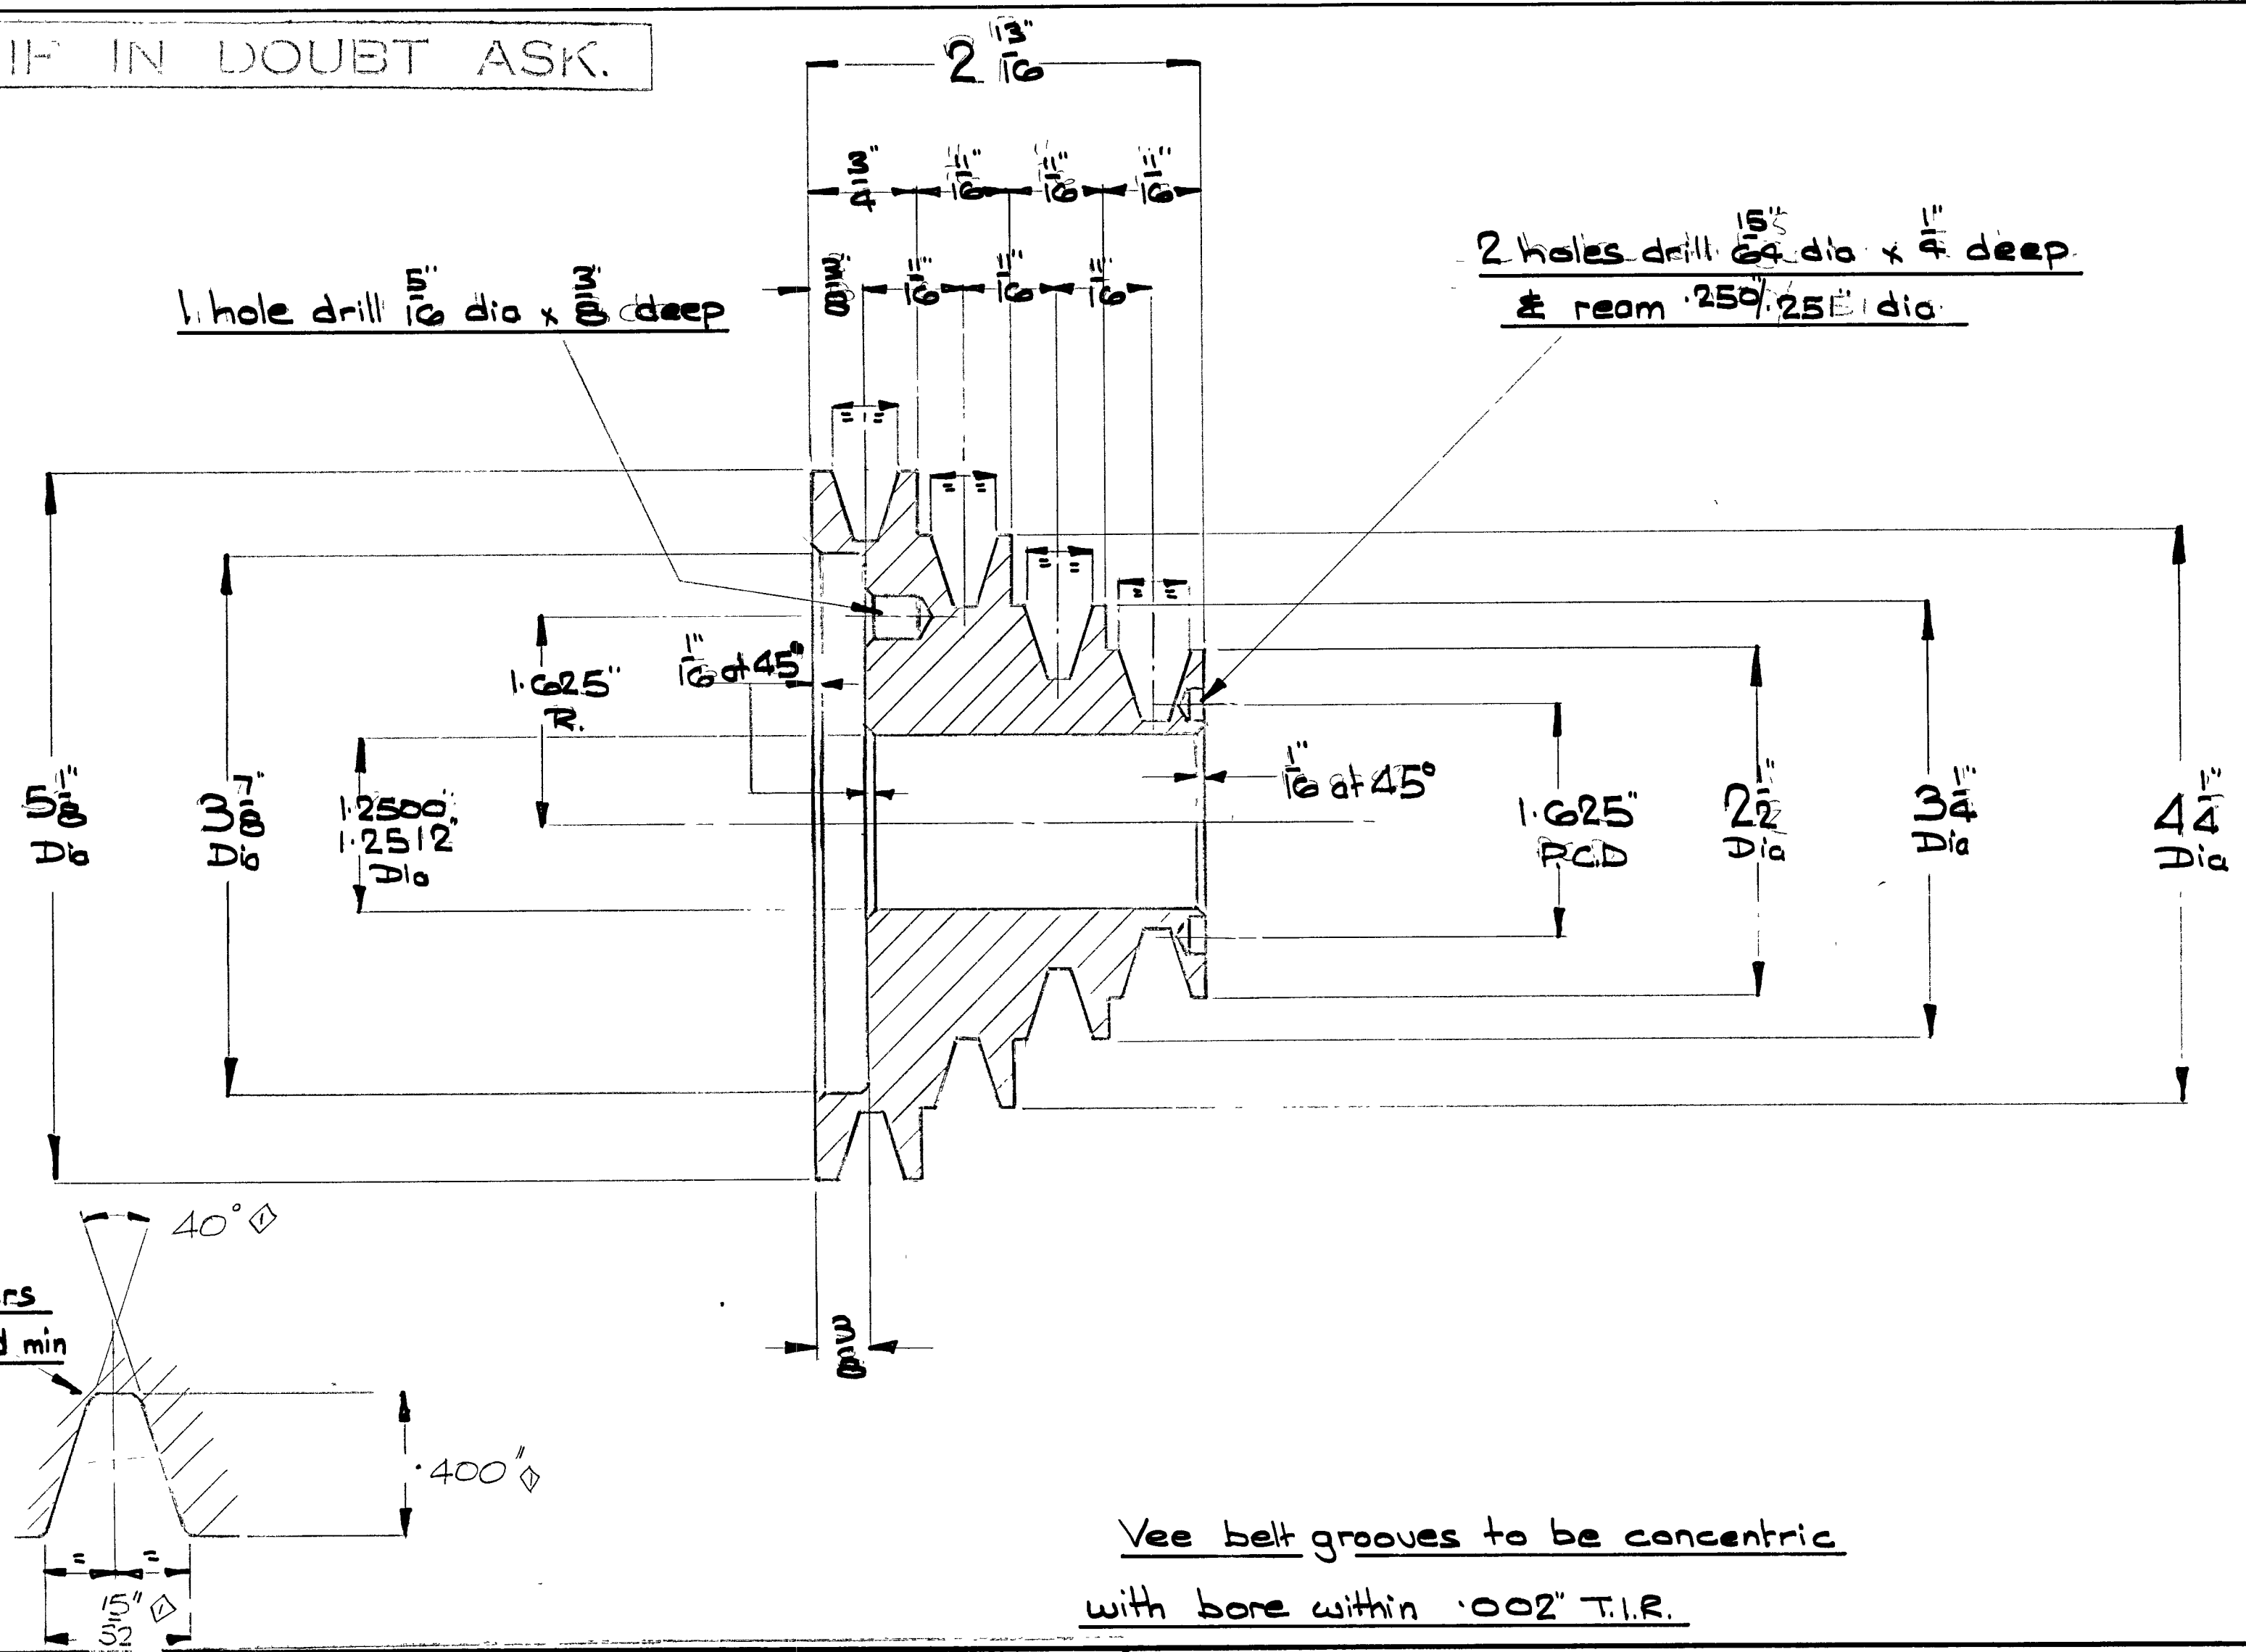 IF IN DOUBT ASK.
2 13/16"
3/4" 11/16" 11/16" 11/16"
3/8" 11/16" 11/16" 11/16"
1 hole drill 5/16" dia x 3/8" deep
2 holes drill 15/64" dia x 1/4" deep
& ream .250"/.251" dia
= =
= =
= =
= =
1/16" at 45°
1.625"
R.
5 1/8"
Dia
3 7/8"
Dia
1.2500"
1.2512"
Dia
1/16" at 45°
1.625"
P.C.D
2 1/2"
Dia
3 1/4"
Dia
4 1/4"
Dia
40° 1
rs
d min
3/8"
.400" 1
= =
15/32" 1
Vee belt grooves to be concentric
with bore within .002" T.I.R.